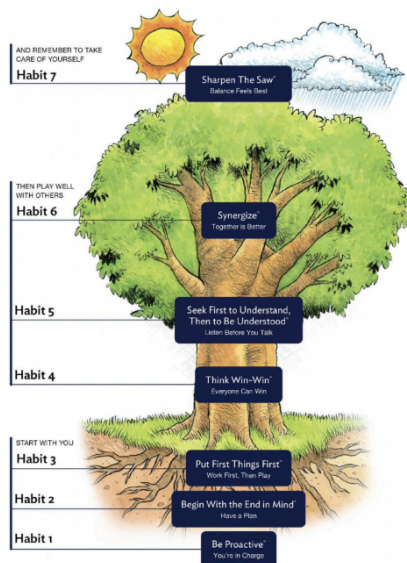 AND REMEMBER TO TAKE
CARE OF YOURSELF
Habit 7
Sharpen The Saw®
Balance Feels Best
THEN PLAY WELL
WITH OTHERS
Habit 6
Synergize®
Together is Better
Habit 5
Seek First to Understand,
Then to Be Understood®
Listen Before You Talk
Habit 4
Think Win-Win®
Everyone Can Win
START WITH YOU
Habit 3
Put First Things First®
Work First, Then Play
Habit 2
Begin With the End in Mind®
Have a Plan
Habit 1
Be Proactive®
You're in Charge